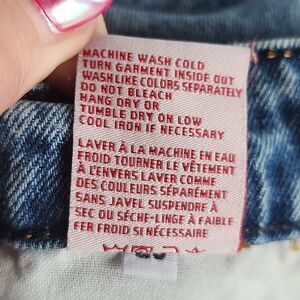 MACHINE WASH COLD
TURN GARMENT INSIDE OUT
WASH LIKE COLORS SEPARATELY
DO NOT BLEACH
HANG DRY OR
TUMBLE DRY ON LOW
COOL IRON IF NECESSARY
LAVER À LA MACHINE EN EAU
FROID TOURNER LE VÊTEMENT
À L'ENVERS LAVER COMME
DES COULEURS SÉPARÉMENT
SANS JAVEL SUSPENDRE À
SEC OU SÉCHE-LINGE À FAIBLE
FER FROID SI NÉCESSAIRE